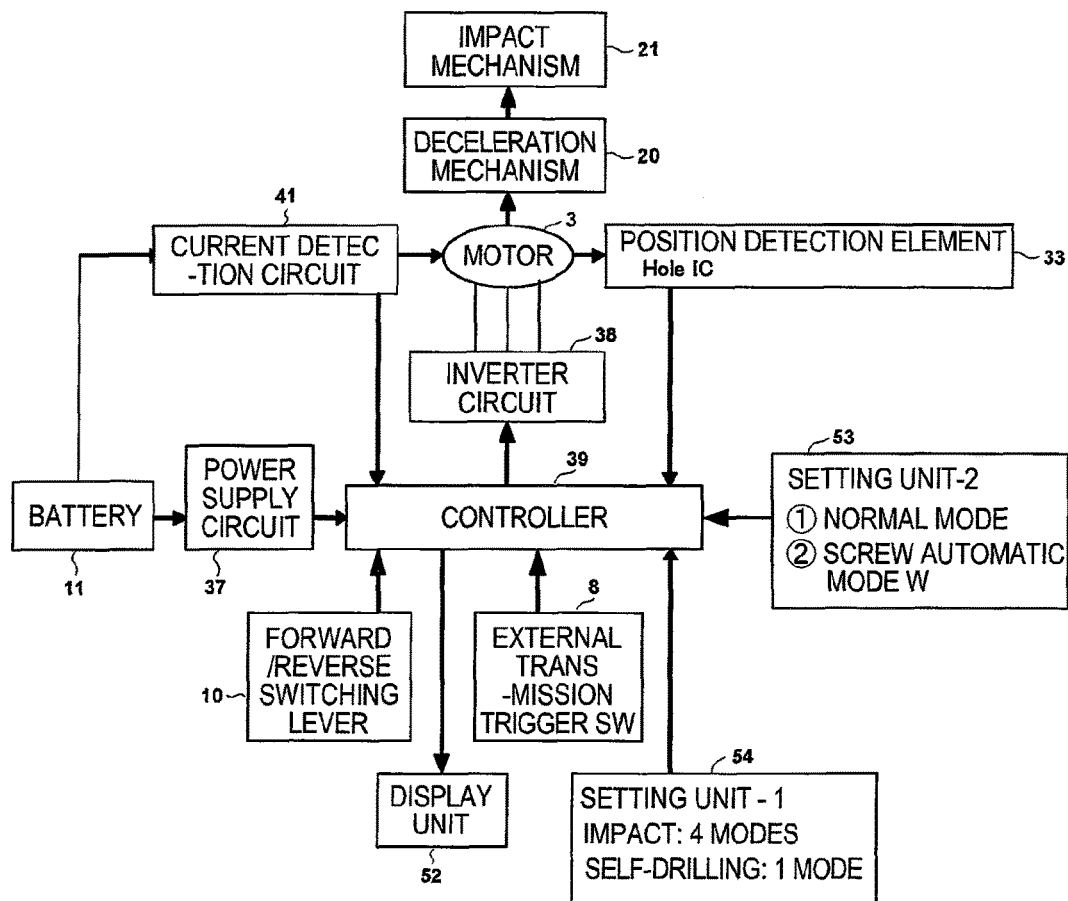 IMPACT
MECHANISM
21
DECELERATION
MECHANISM
20
41
CURRENT DETEC
-TION CIRCUIT
3
MOTOR
POSITION DETECTION ELEMENT
Hole IC
33
38
INVERTER
CIRCUIT
53
SETTING UNIT-2
① NORMAL MODE
② SCREW AUTOMATIC
MODE W
POWER
SUPPLY
CIRCUIT
37
39
CONTROLLER
BATTERY
11
FORWARD
/REVERSE
SWITCHING
LEVER
10
8
EXTERNAL
TRANS
-MISSION
TRIGGER SW
DISPLAY
UNIT
52
54
SETTING UNIT - 1
IMPACT: 4 MODES
SELF-DRILLING: 1 MODE